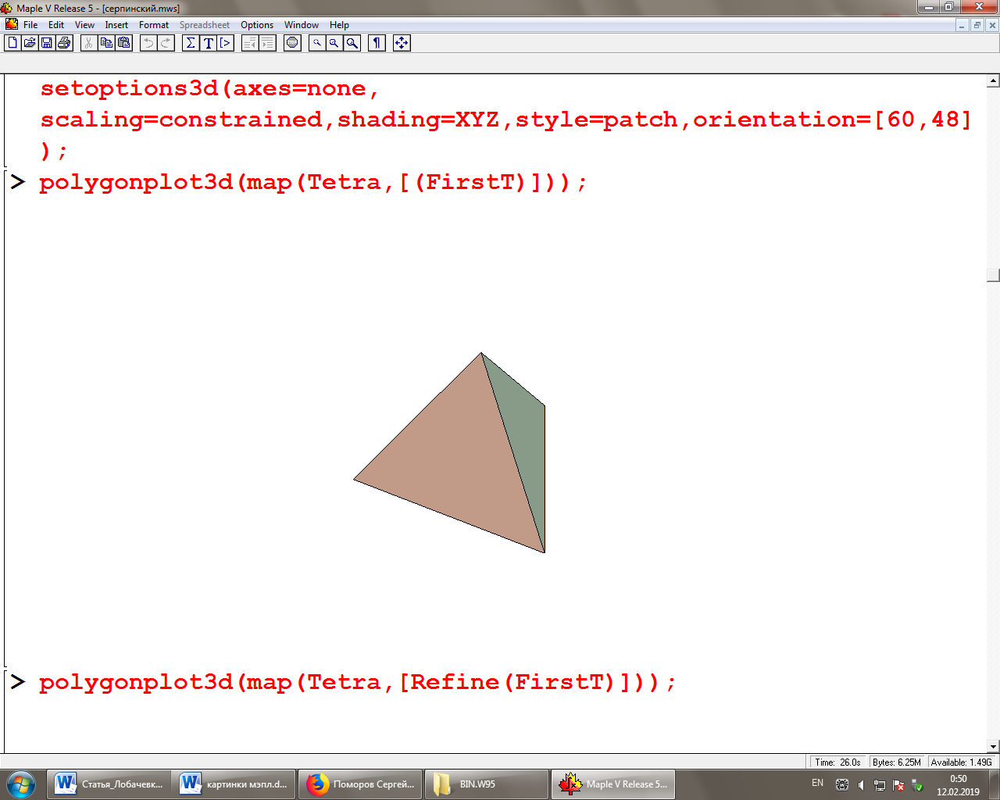 Maple V Release 5 - [серпинский.mws]
File Edit View Insert Format Spreadsheet Options Window Help
setoptions3d(axes=none,
scaling=constrained,shading=XYZ,style=patch,orientation=[60,48]
);
> polygonplot3d(map(Tetra,[(FirstT)]));
> polygonplot3d(map(Tetra,[Refine(FirstT)]));
Time: 26.0s Bytes: 6.25M Available: 1.49G
Статья_Лобачевк... картинки мэпл.d... Поморов Сергей... BIN.W95 Maple V Release 5... EN 0:50
12.02.2019